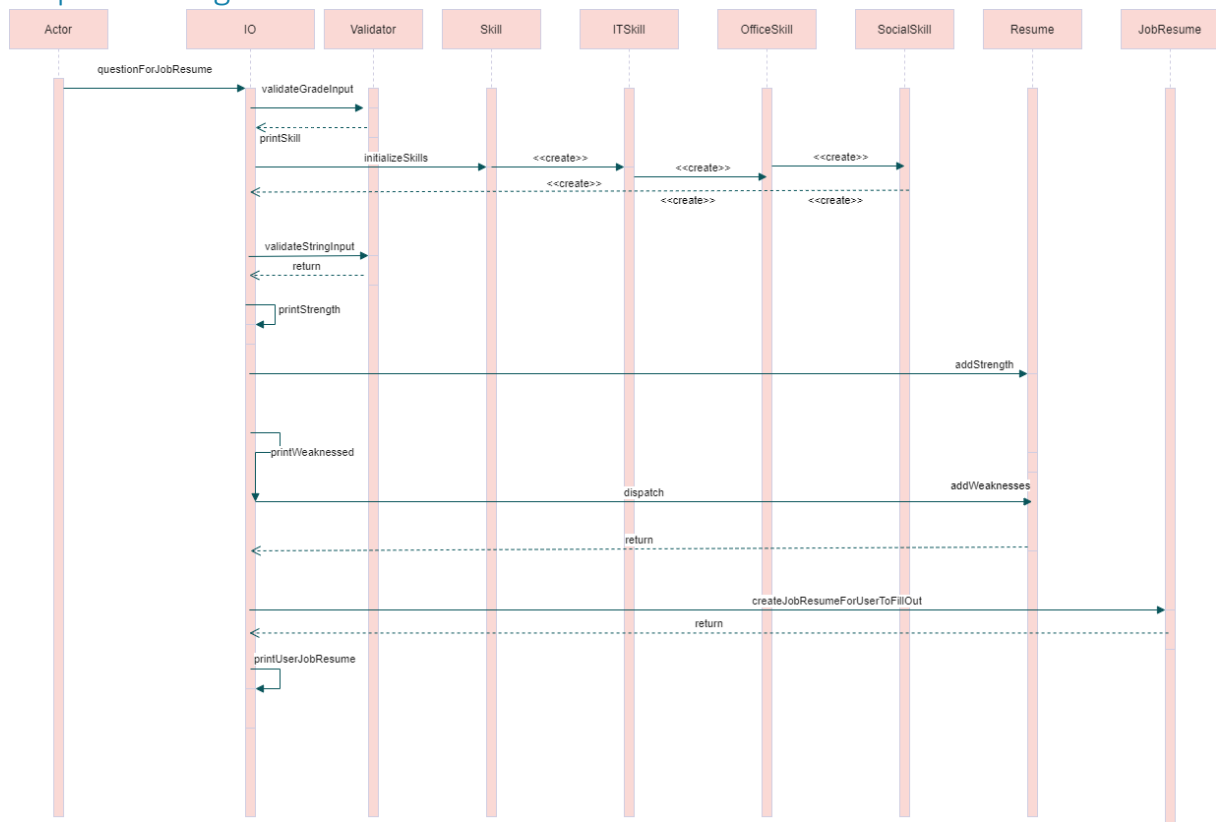 Actor
IO
Validator
Skill
ITSkill
OfficeSkill
SocialSkill
Resume
JobResume
questionForJobResume
validateGradeInput
printSkill
initializeSkills
<<create>>
<<create>>
<<create>>
<<create>>
<<create>>
<<create>>
validateStringInput
return
printStrength
addStrength
printWeaknessed
addWeaknesses
dispatch
return
createJobResumeForUserToFillOut
return
printUserJobResume